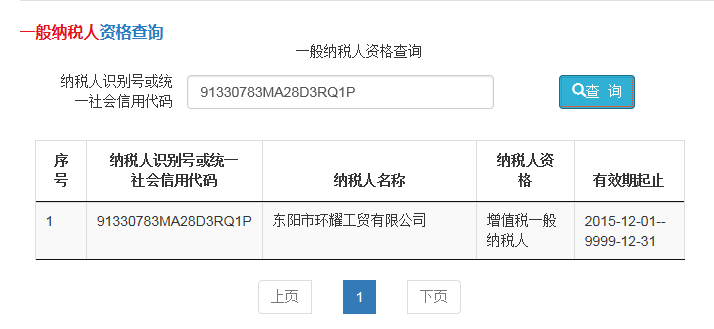 一般纳税人资格查询
一般纳税人资格查询
纳税人识别号或统
一社会信用代码
91330783MA28D3RQ1P
查 询
序
号
纳税人识别号或统一
社会信用代码
纳税人名称
纳税人资
格
有效期起止
1
91330783MA28D3RQ1P
东阳市环耀工贸有限公司
增值税一般
纳税人
2015-12-01--
9999-12-31
上页
1
下页